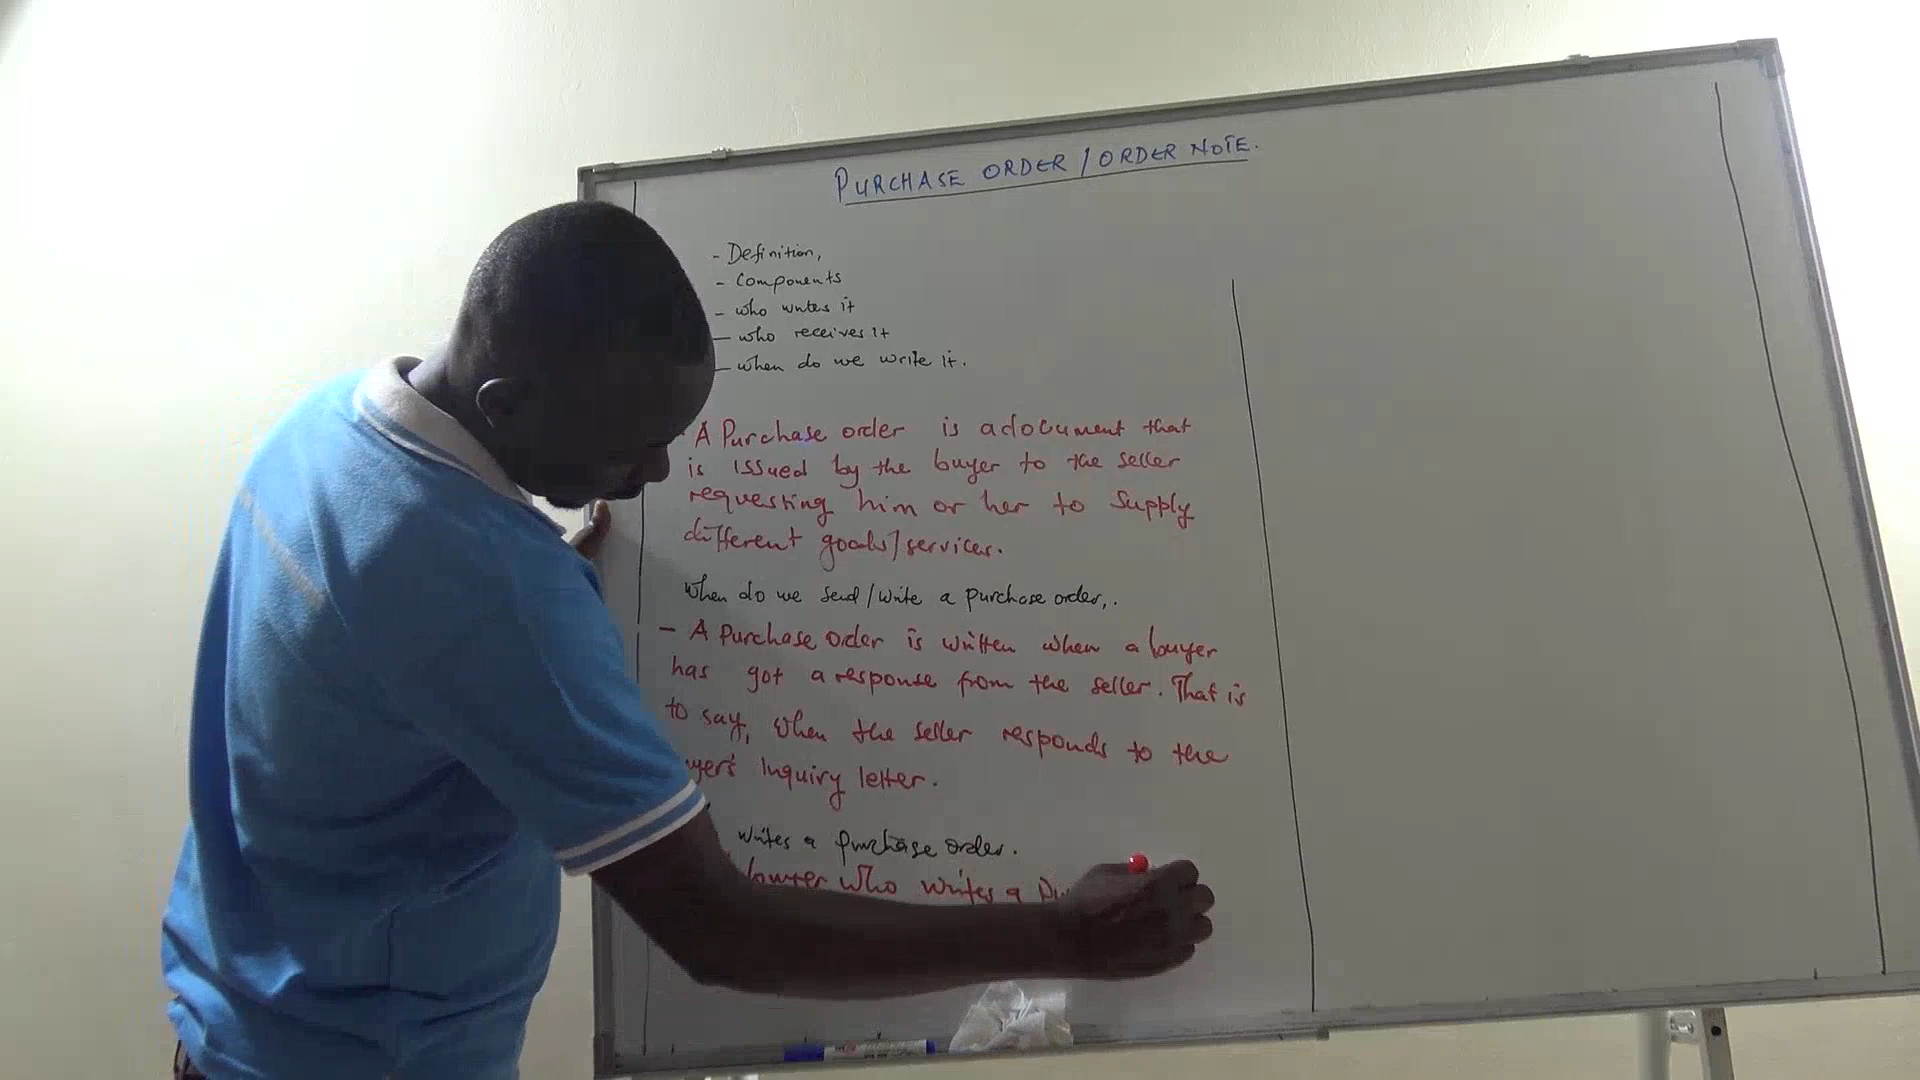 PURCHASE ORDER / ORDER NOTE.
- Definition,
- Components
- who writes it
- who receives it
- when do we write it.
- A Purchase order is a document that
is issued by the buyer to the seller
requesting him or her to supply
different goods/services.
when do we send/write a purchase order,.
- A purchase order is written when a buyer
has got a response from the seller. That is
to say, when the seller responds to the
inquiry letter.
writes a purchase order.
who writes a